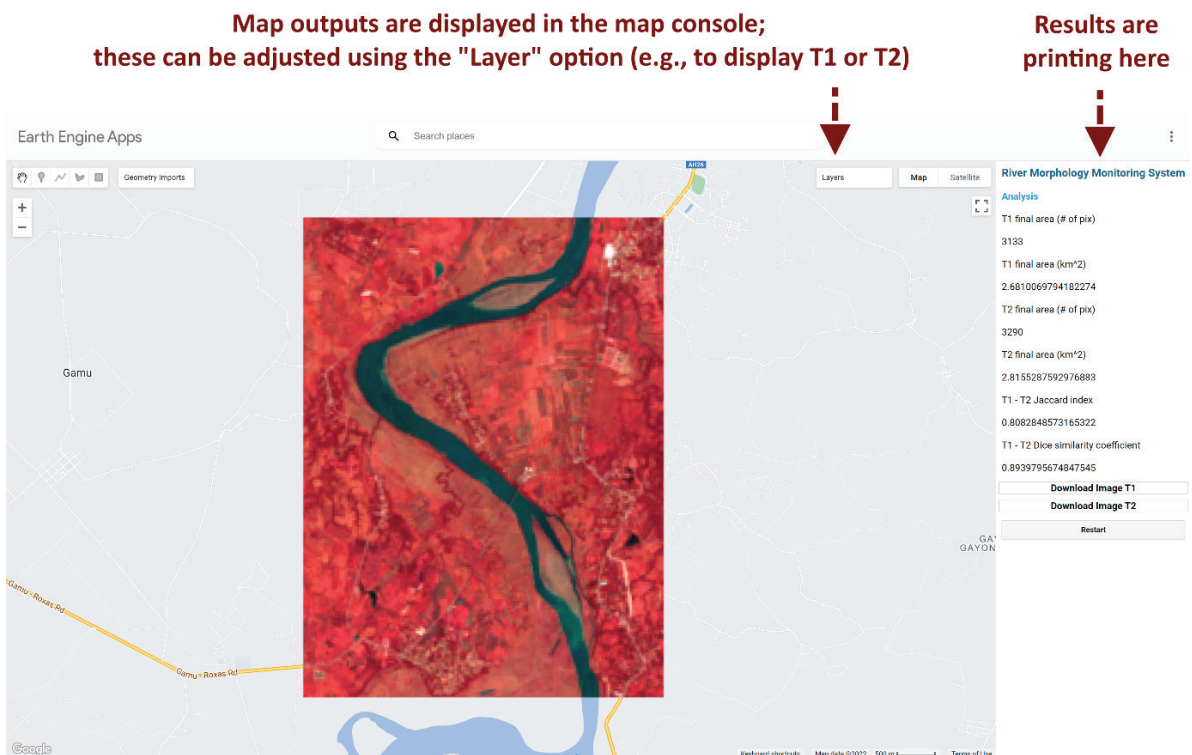 Map outputs are displayed in the map console;
these can be adjusted using the "Layer" option (e.g., to display T1 or T2)
Results are
printing here
Earth Engine Apps
Search places
Geometry Imports
AH26
Layers
Map
Satellite
+
−
Gamu
Gamu - Roxas Rd
Gamu - Roxas Rd
GA
GAYON
River Morphology Monitoring System
Analysis
T1 final area (# of pix)
3133
T1 final area (km^2)
2.6810069794182274
T2 final area (# of pix)
3290
T2 final area (km^2)
2.8155287592976883
T1 - T2 Jaccard index
0.8082848573165322
T1 - T2 Dice similarity coefficient
0.8939795674847545
Download Image T1
Download Image T2
Restart
Google
Keyboard shortcuts
Map data ©2022
500 m
Terms of Use